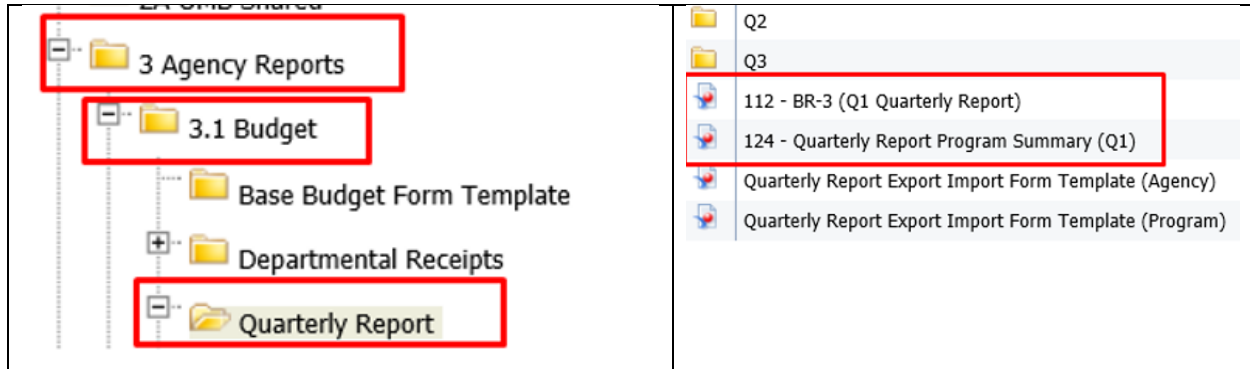 3 Agency Reports
3.1 Budget
Base Budget Form Template
Departmental Receipts
Quarterly Report
Q2
Q3
112 - BR-3 (Q1 Quarterly Report)
124 - Quarterly Report Program Summary (Q1)
Quarterly Report Export Import Form Template (Agency)
Quarterly Report Export Import Form Template (Program)